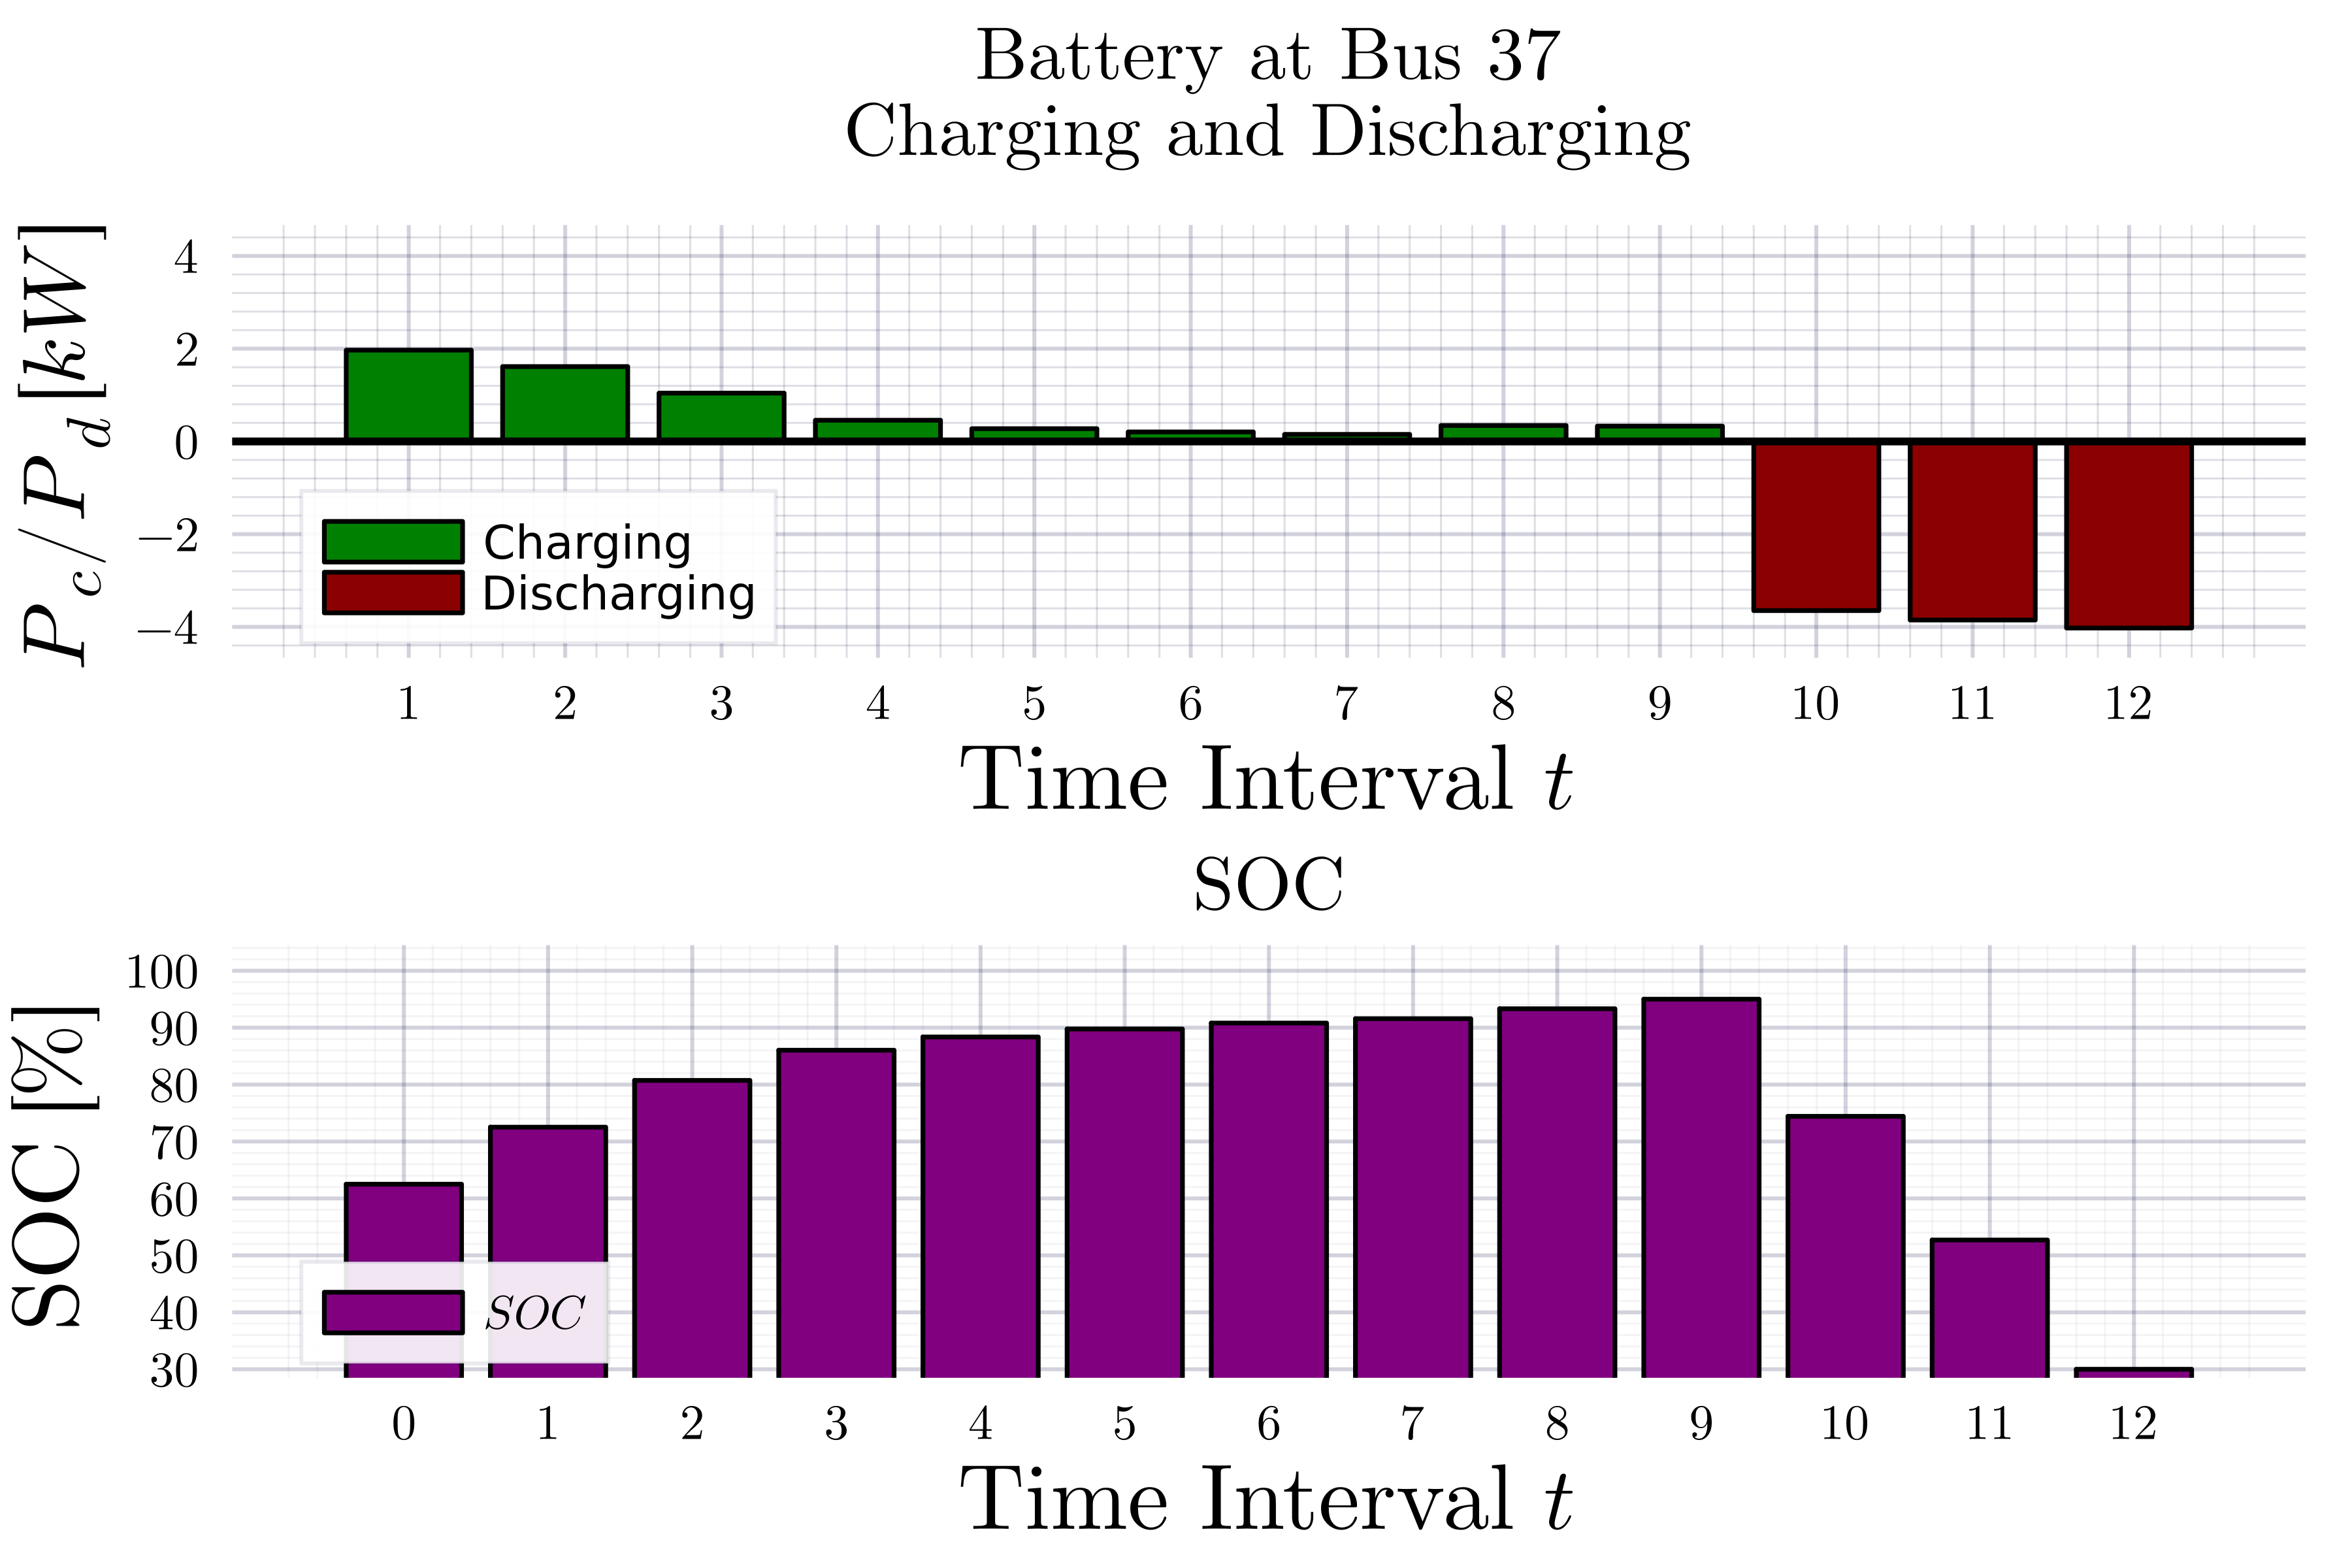 Battery at Bus 37
Charging and Discharging
P_c/P_d [kW]
4
2
0
−2
−4
Charging
Discharging
1 2 3 4 5 6 7 8 9 10 11 12
Time Interval t
SOC
SOC [%]
100
90
80
70
60
50
40
30
SOC
0 1 2 3 4 5 6 7 8 9 10 11 12
Time Interval t